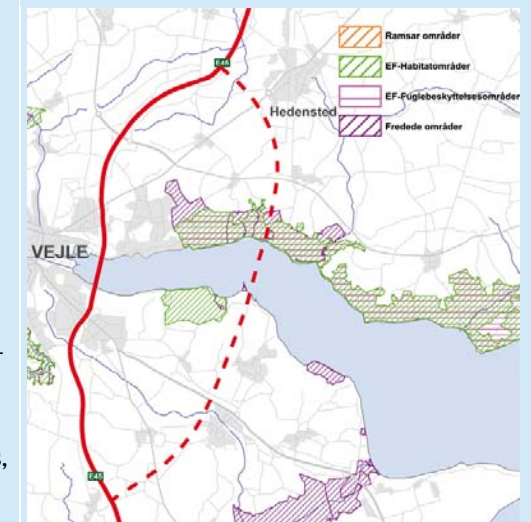 E45
Ramsar områder
EF-Habitatområder
EF-Fuglebeskyttelsesområder
Fredede områder
Hedensted
VEJLE
E45